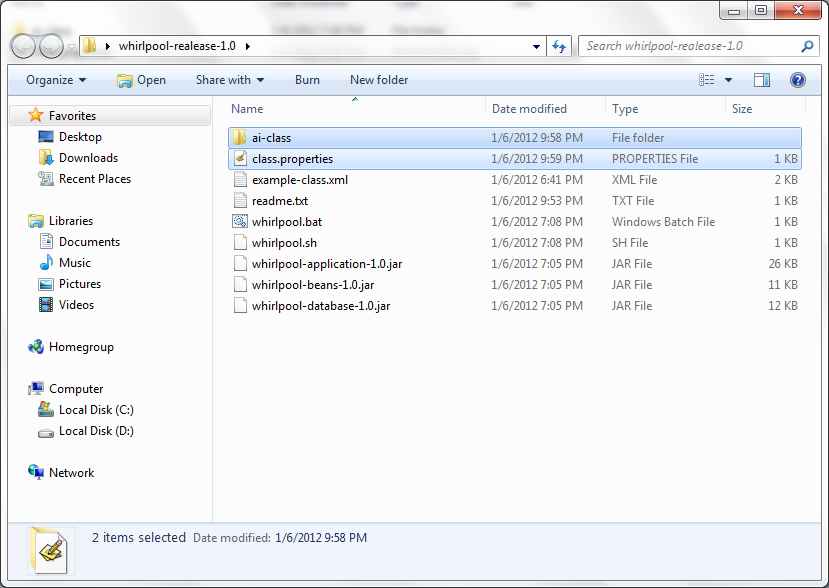 whirlpool-realease-1.0
Search whirlpool-realease-1.0
Organize Open Share with Burn New folder
Name Date modified Type Size
Favorites
Desktop
Downloads
Recent Places
Libraries
Documents
Music
Pictures
Videos
Homegroup
Computer
Local Disk (C:)
Local Disk (D:)
Network
ai-class 1/6/2012 9:58 PM File folder
class.properties 1/6/2012 9:59 PM PROPERTIES File 1 KB
example-class.xml 1/6/2012 6:41 PM XML File 2 KB
readme.txt 1/6/2012 9:53 PM TXT File 1 KB
whirlpool.bat 1/6/2012 7:08 PM Windows Batch File 1 KB
whirlpool.sh 1/6/2012 7:08 PM SH File 1 KB
whirlpool-application-1.0.jar 1/6/2012 7:05 PM JAR File 26 KB
whirlpool-beans-1.0.jar 1/6/2012 7:05 PM JAR File 11 KB
whirlpool-database-1.0.jar 1/6/2012 7:05 PM JAR File 12 KB
2 items selected Date modified: 1/6/2012 9:58 PM